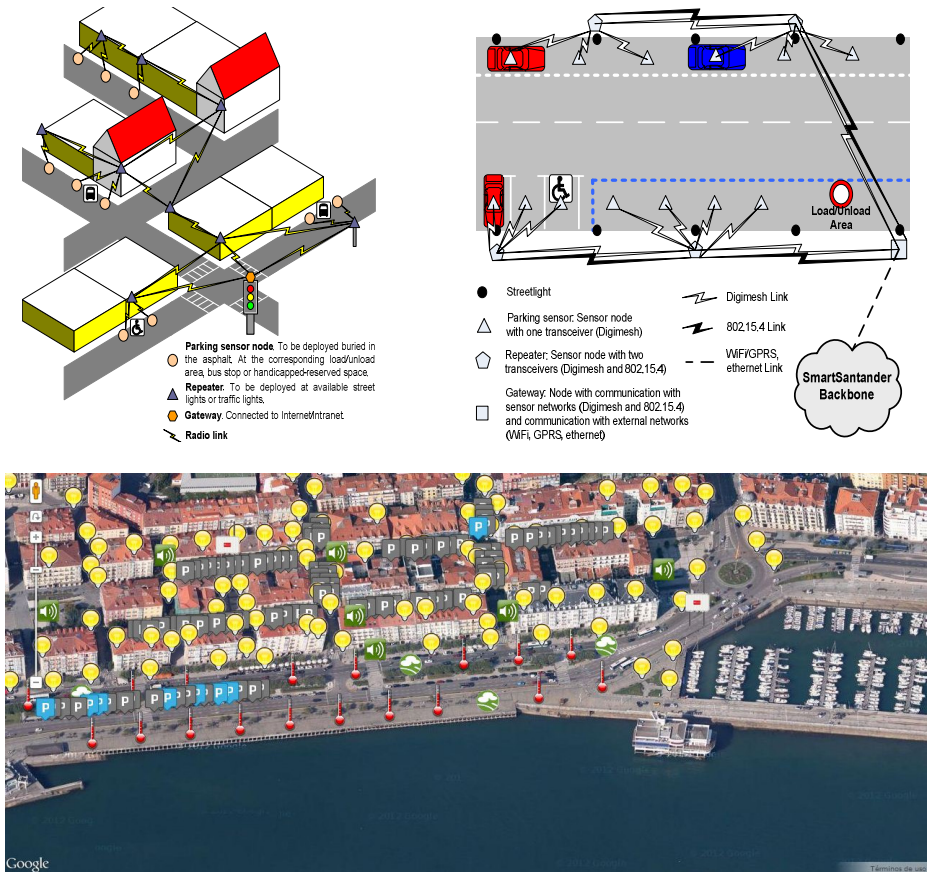 Parking sensor node. To be deployed buried in
the asphalt. At the corresponding load/unload
area, bus stop or handicapped-reserved space.
Repeater. To be deployed at available street
lights or traffic lights.
Gateway. Connected to Internet/Intranet.
Radio link
Load/Unload
Area
Streetlight
Parking sensor: Sensor node
with one transceiver (Digimesh)
Repeater: Sensor node with two
transceivers (Digimesh and 802.15.4)
Gateway: Node with communication with
sensor networks (Digimesh and 802.15.4)
and communication with external networks
(WiFi, GPRS, ethernet)
Digimesh Link
802.15.4 Link
WiFi/GPRS,
ethernet Link
SmartSantander
Backbone
Google
Términos de uso